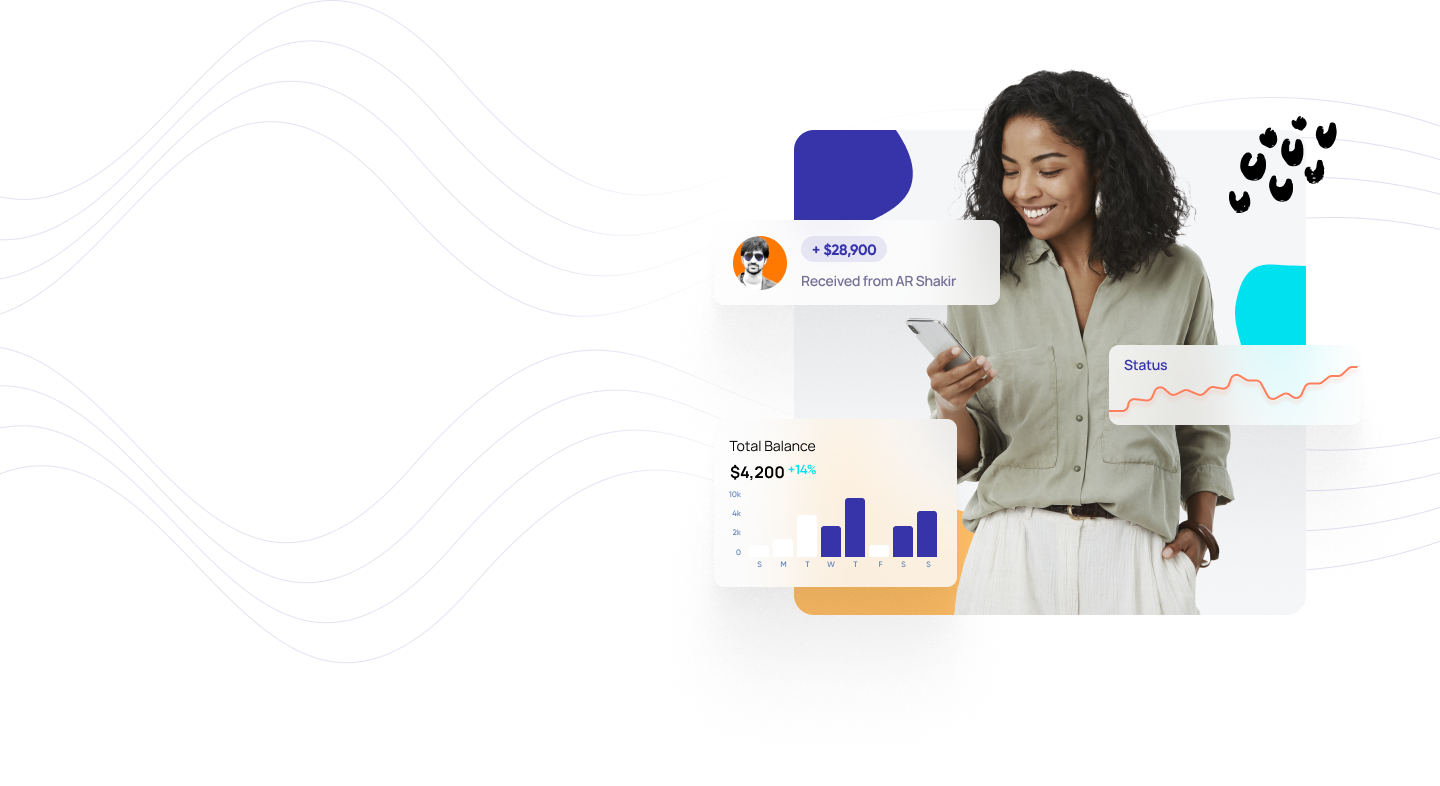 + $28,900
Received from AR Shakir
Status
Total Balance
$4,200 +14%
10k
4k
2k
0
S M T W T F S S